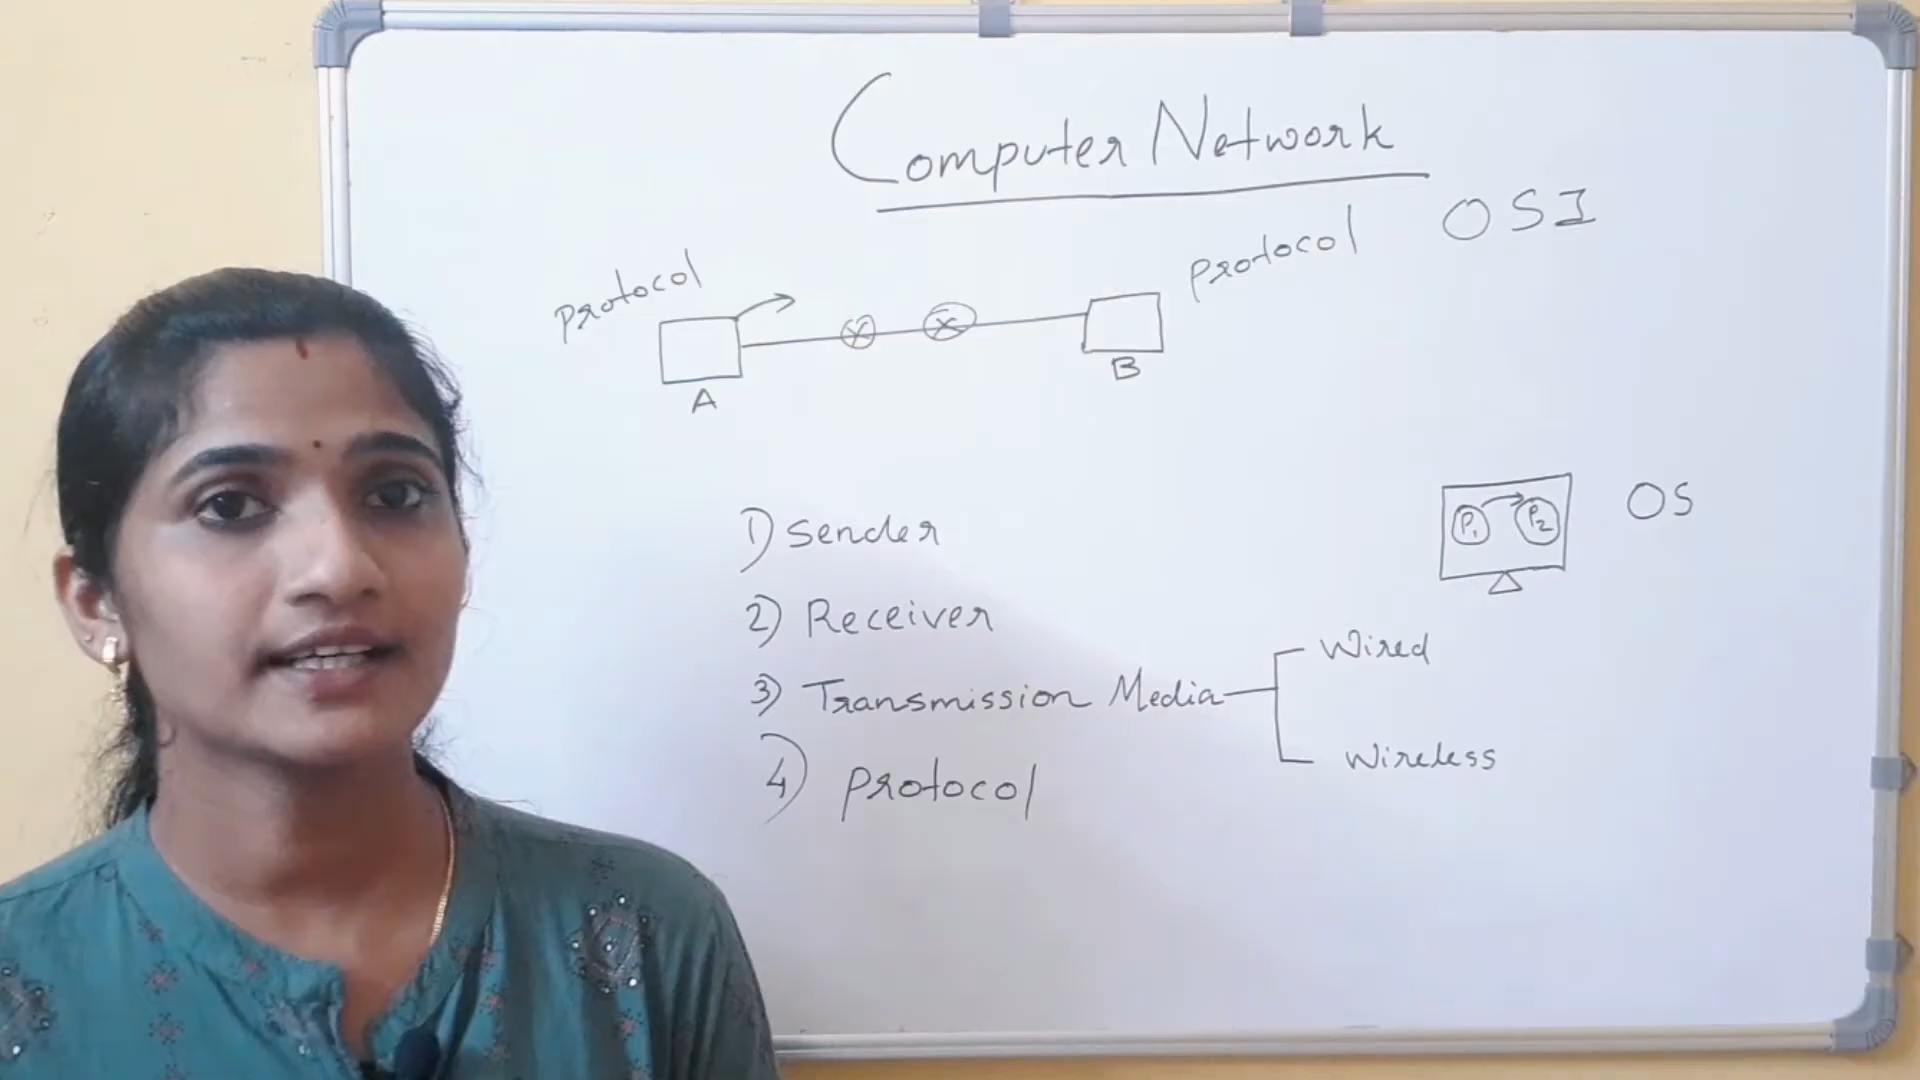 Computer Network
OSI
protocol
protocol
A
B
1) Sender
2) Receiver
3) Transmission Media
Wired
Wireless
4) protocol
P1 P2
OS